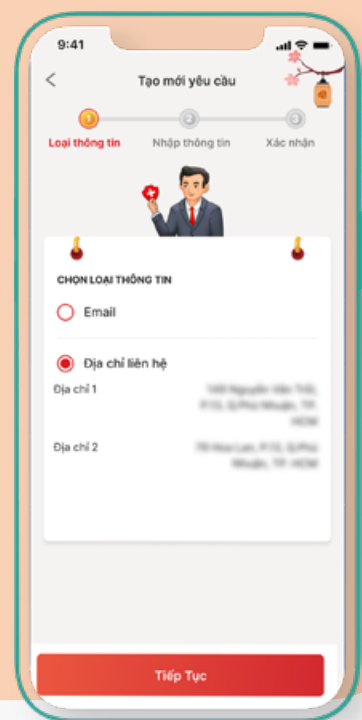 9:41
Tạo mới yêu cầu
1 2 3
Loại thông tin Nhập thông tin Xác nhận
CHỌN LOẠI THÔNG TIN
Email
Địa chỉ liên hệ
Địa chỉ 1
Địa chỉ 2
Tiếp Tục